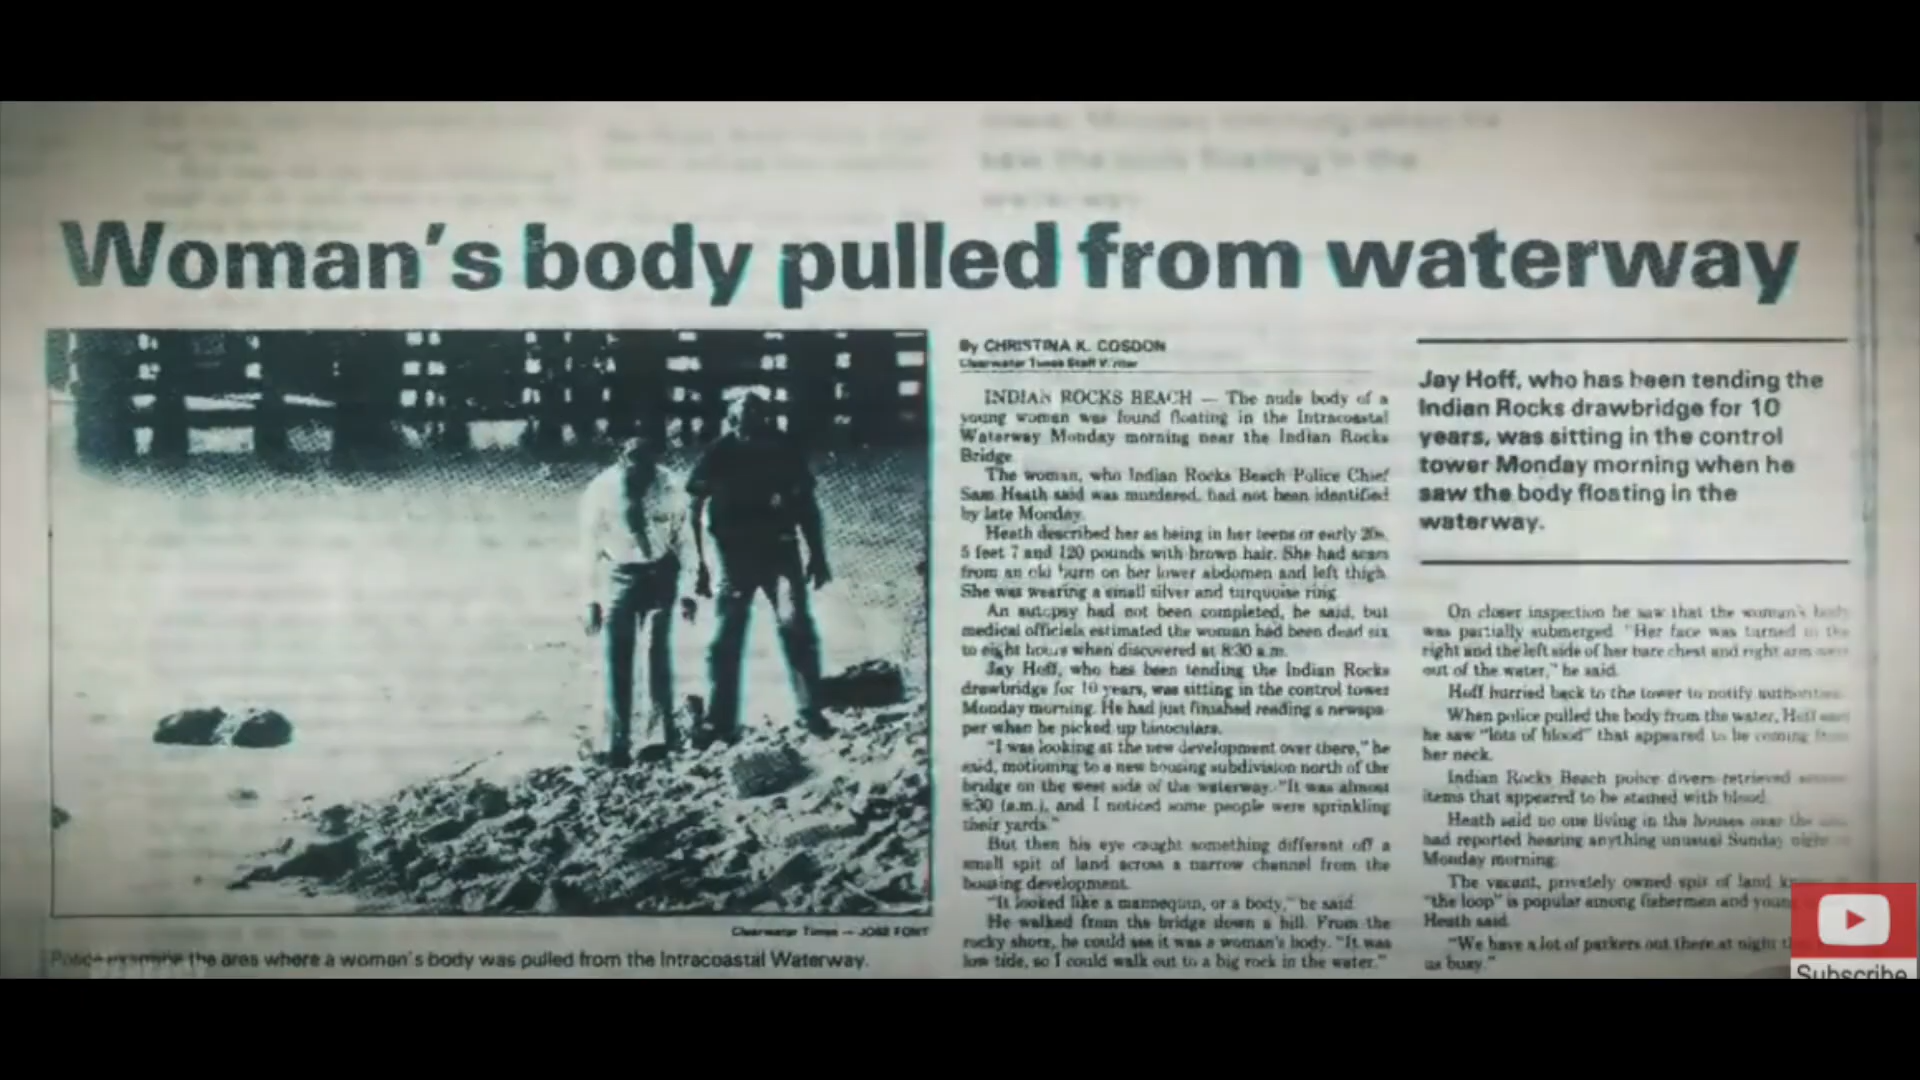 Woman's body pulled from waterway
Clearwater Times — JOSE FONT
Police examine the area where a woman's body was pulled from the Intracoastal Waterway.
By CHRISTINA K. COSDON
Clearwater Times Staff Writer
INDIAN ROCKS BEACH — The nude body of a
young woman was found floating in the Intracoastal
Waterway Monday morning near the Indian Rocks
Bridge.
The woman, who Indian Rocks Beach Police Chief
Sam Heath said was murdered, had not been identified
by late Monday.
Heath described her as being in her teens or early 20s,
5 feet 7 and 120 pounds with brown hair. She had scars
from an old burn on her lower abdomen and left thigh.
She was wearing a small silver and turquoise ring.
An autopsy had not been completed, he said, but
medical officials estimated the woman had been dead six
to eight hours when discovered at 8:30 a.m.
Jay Hoff, who has been tending the Indian Rocks
drawbridge for 10 years, was sitting in the control tower
Monday morning. He had just finished reading a newspa-
per when he picked up binoculars.
"I was looking at the new development over there," he
said, motioning to a new housing subdivision north of the
bridge on the west side of the waterway. "It was almost
8:30 (a.m.), and I noticed some people were sprinkling
their yards."
But then his eye caught something different off a
small spit of land across a narrow channel from the
housing development.
"It looked like a mannequin, or a body," he said.
He walked from the bridge down a hill. From the
rocky shore, he could see it was a woman's body. "It was
low tide, so I could walk out to a big rock in the water."
Jay Hoff, who has been tending the
Indian Rocks drawbridge for 10
years, was sitting in the control
tower Monday morning when he
saw the body floating in the
waterway.
On closer inspection he saw that the woman's body
was partially submerged. "Her face was turned to the
right and the left side of her bare chest and right arm were
out of the water," he said.
Hoff hurried back to the tower to notify authorities.
When police pulled the body from the water, Hoff said
he saw "lots of blood" that appeared to be coming from
her neck.
Indian Rocks Beach police divers retrieved
items that appeared to be stained with blood.
Heath said no one living in the houses near the
had reported hearing anything unusual Sunday night
Monday morning.
The vacant, privately owned spit of land
"the loop" is popular among fishermen and young
Heath said.
"We have a lot of parkers out there at night
us busy."
Subscribe